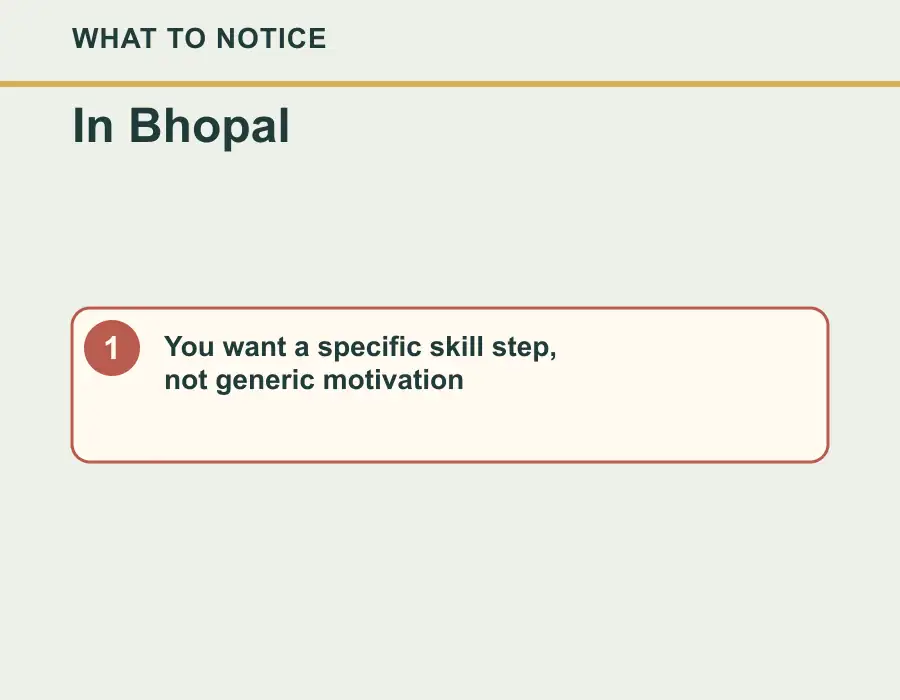 WHAT TO NOTICE
In Bhopal
1
You want a specific skill step,
not generic motivation